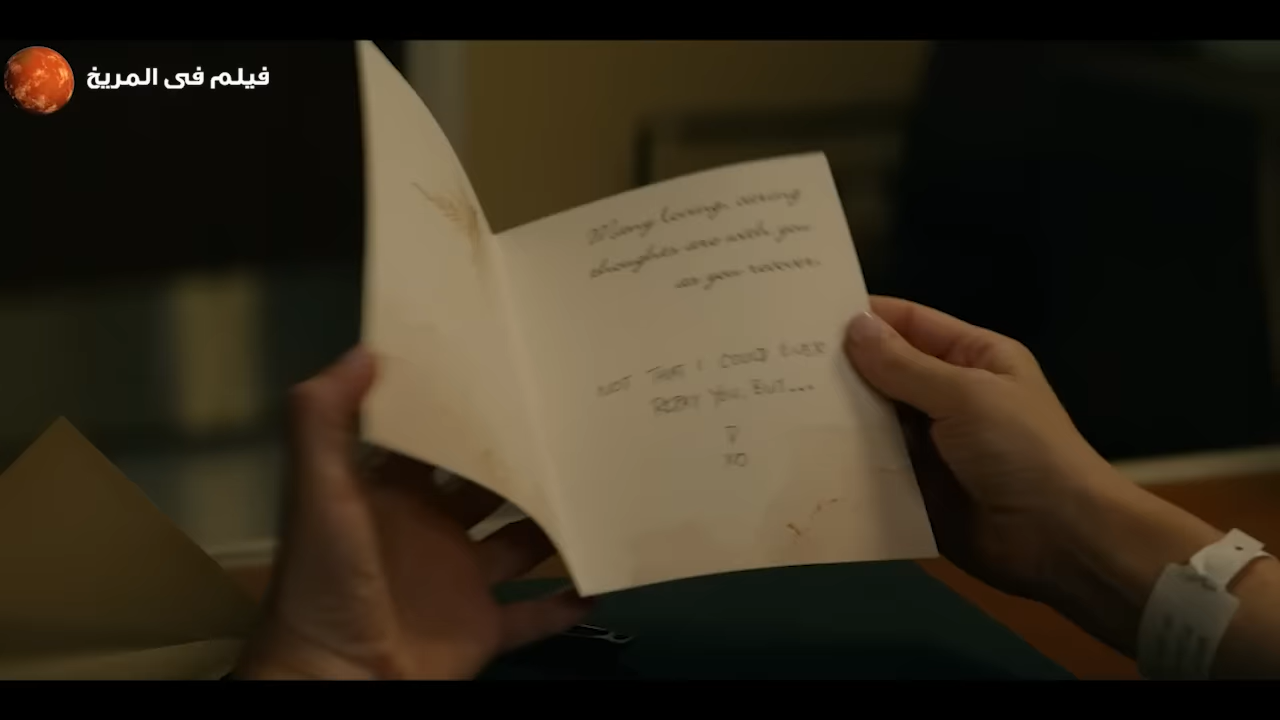 فيلم فى المريخ
Many loving, caring
thoughts are with you
as you recover.
NOT THAT I COULD EVER
REPAY YOU, BUT...
XO